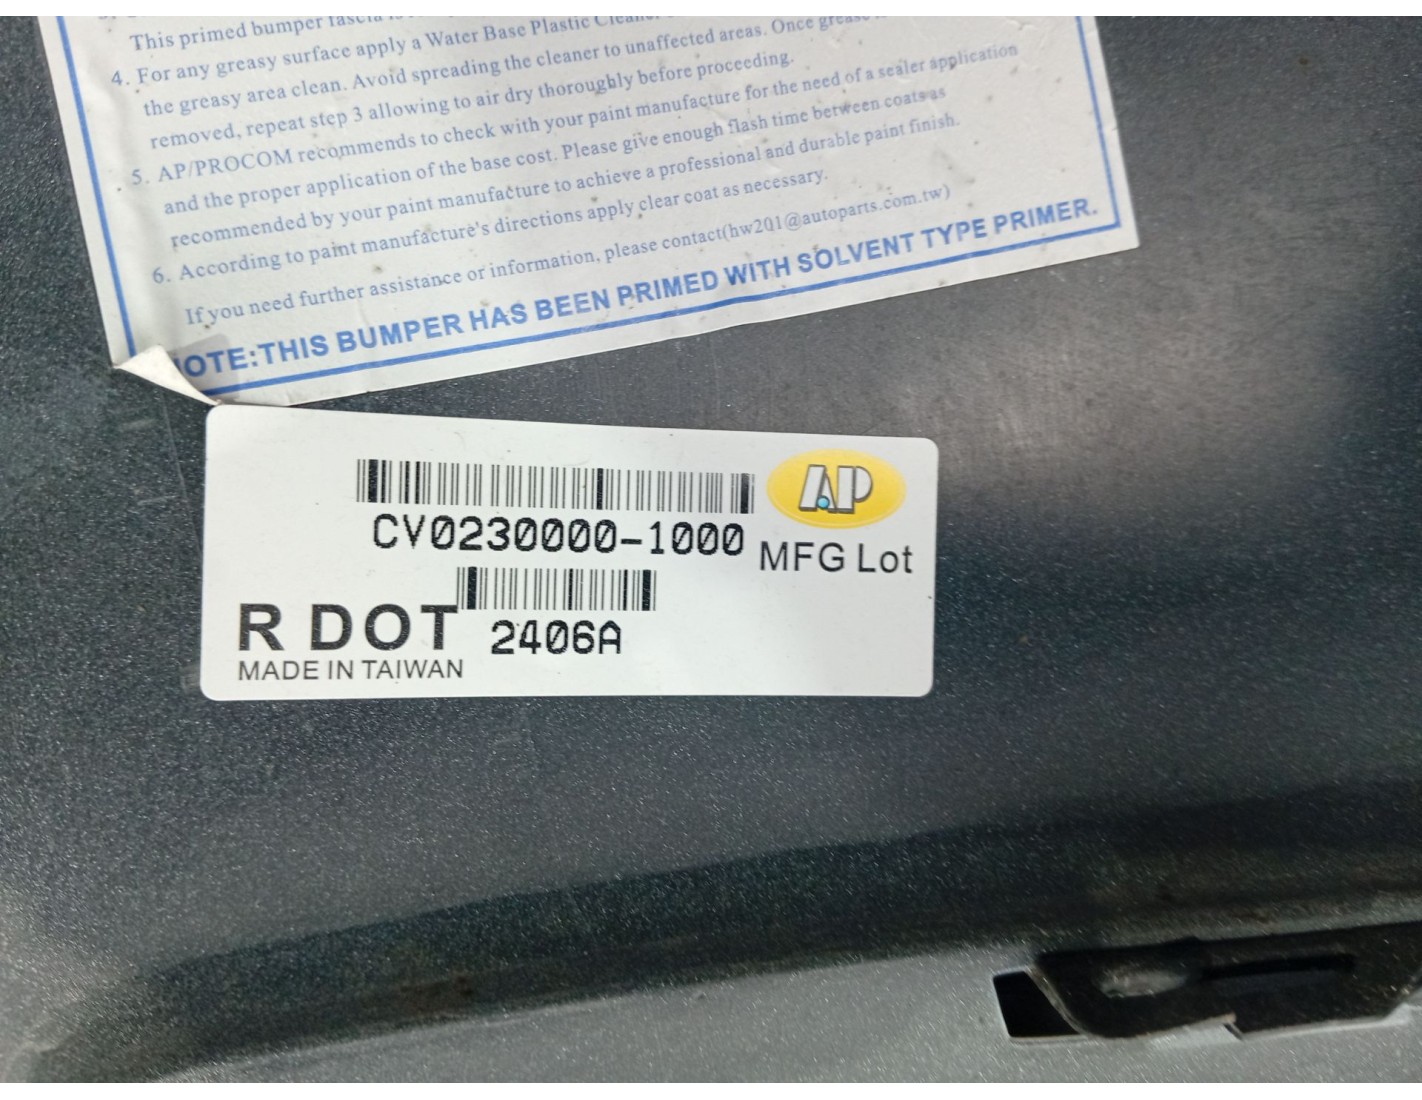 This primed bumper fascia is
4. For any greasy surface apply a Water Base Plastic Cleaner
the greasy area clean. Avoid spreading the cleaner to unaffected areas. Once grease is
removed, repeat step 3 allowing to air dry thoroughly before proceeding.
5. AP/PROCOM recommends to check with your paint manufacture for the need of a sealer application
and the proper application of the base cost. Please give enough flash time between coats as
recommended by your paint manufacture to achieve a professional and durable paint finish.
6. According to paint manufacture's directions apply clear coat as necessary.
If you need further assistance or information, please contact(hw201@autoparts.com.tw)
NOTE:THIS BUMPER HAS BEEN PRIMED WITH SOLVENT TYPE PRIMER.
AP
CV0230000-1000
MFG Lot
R DOT 2406A
MADE IN TAIWAN